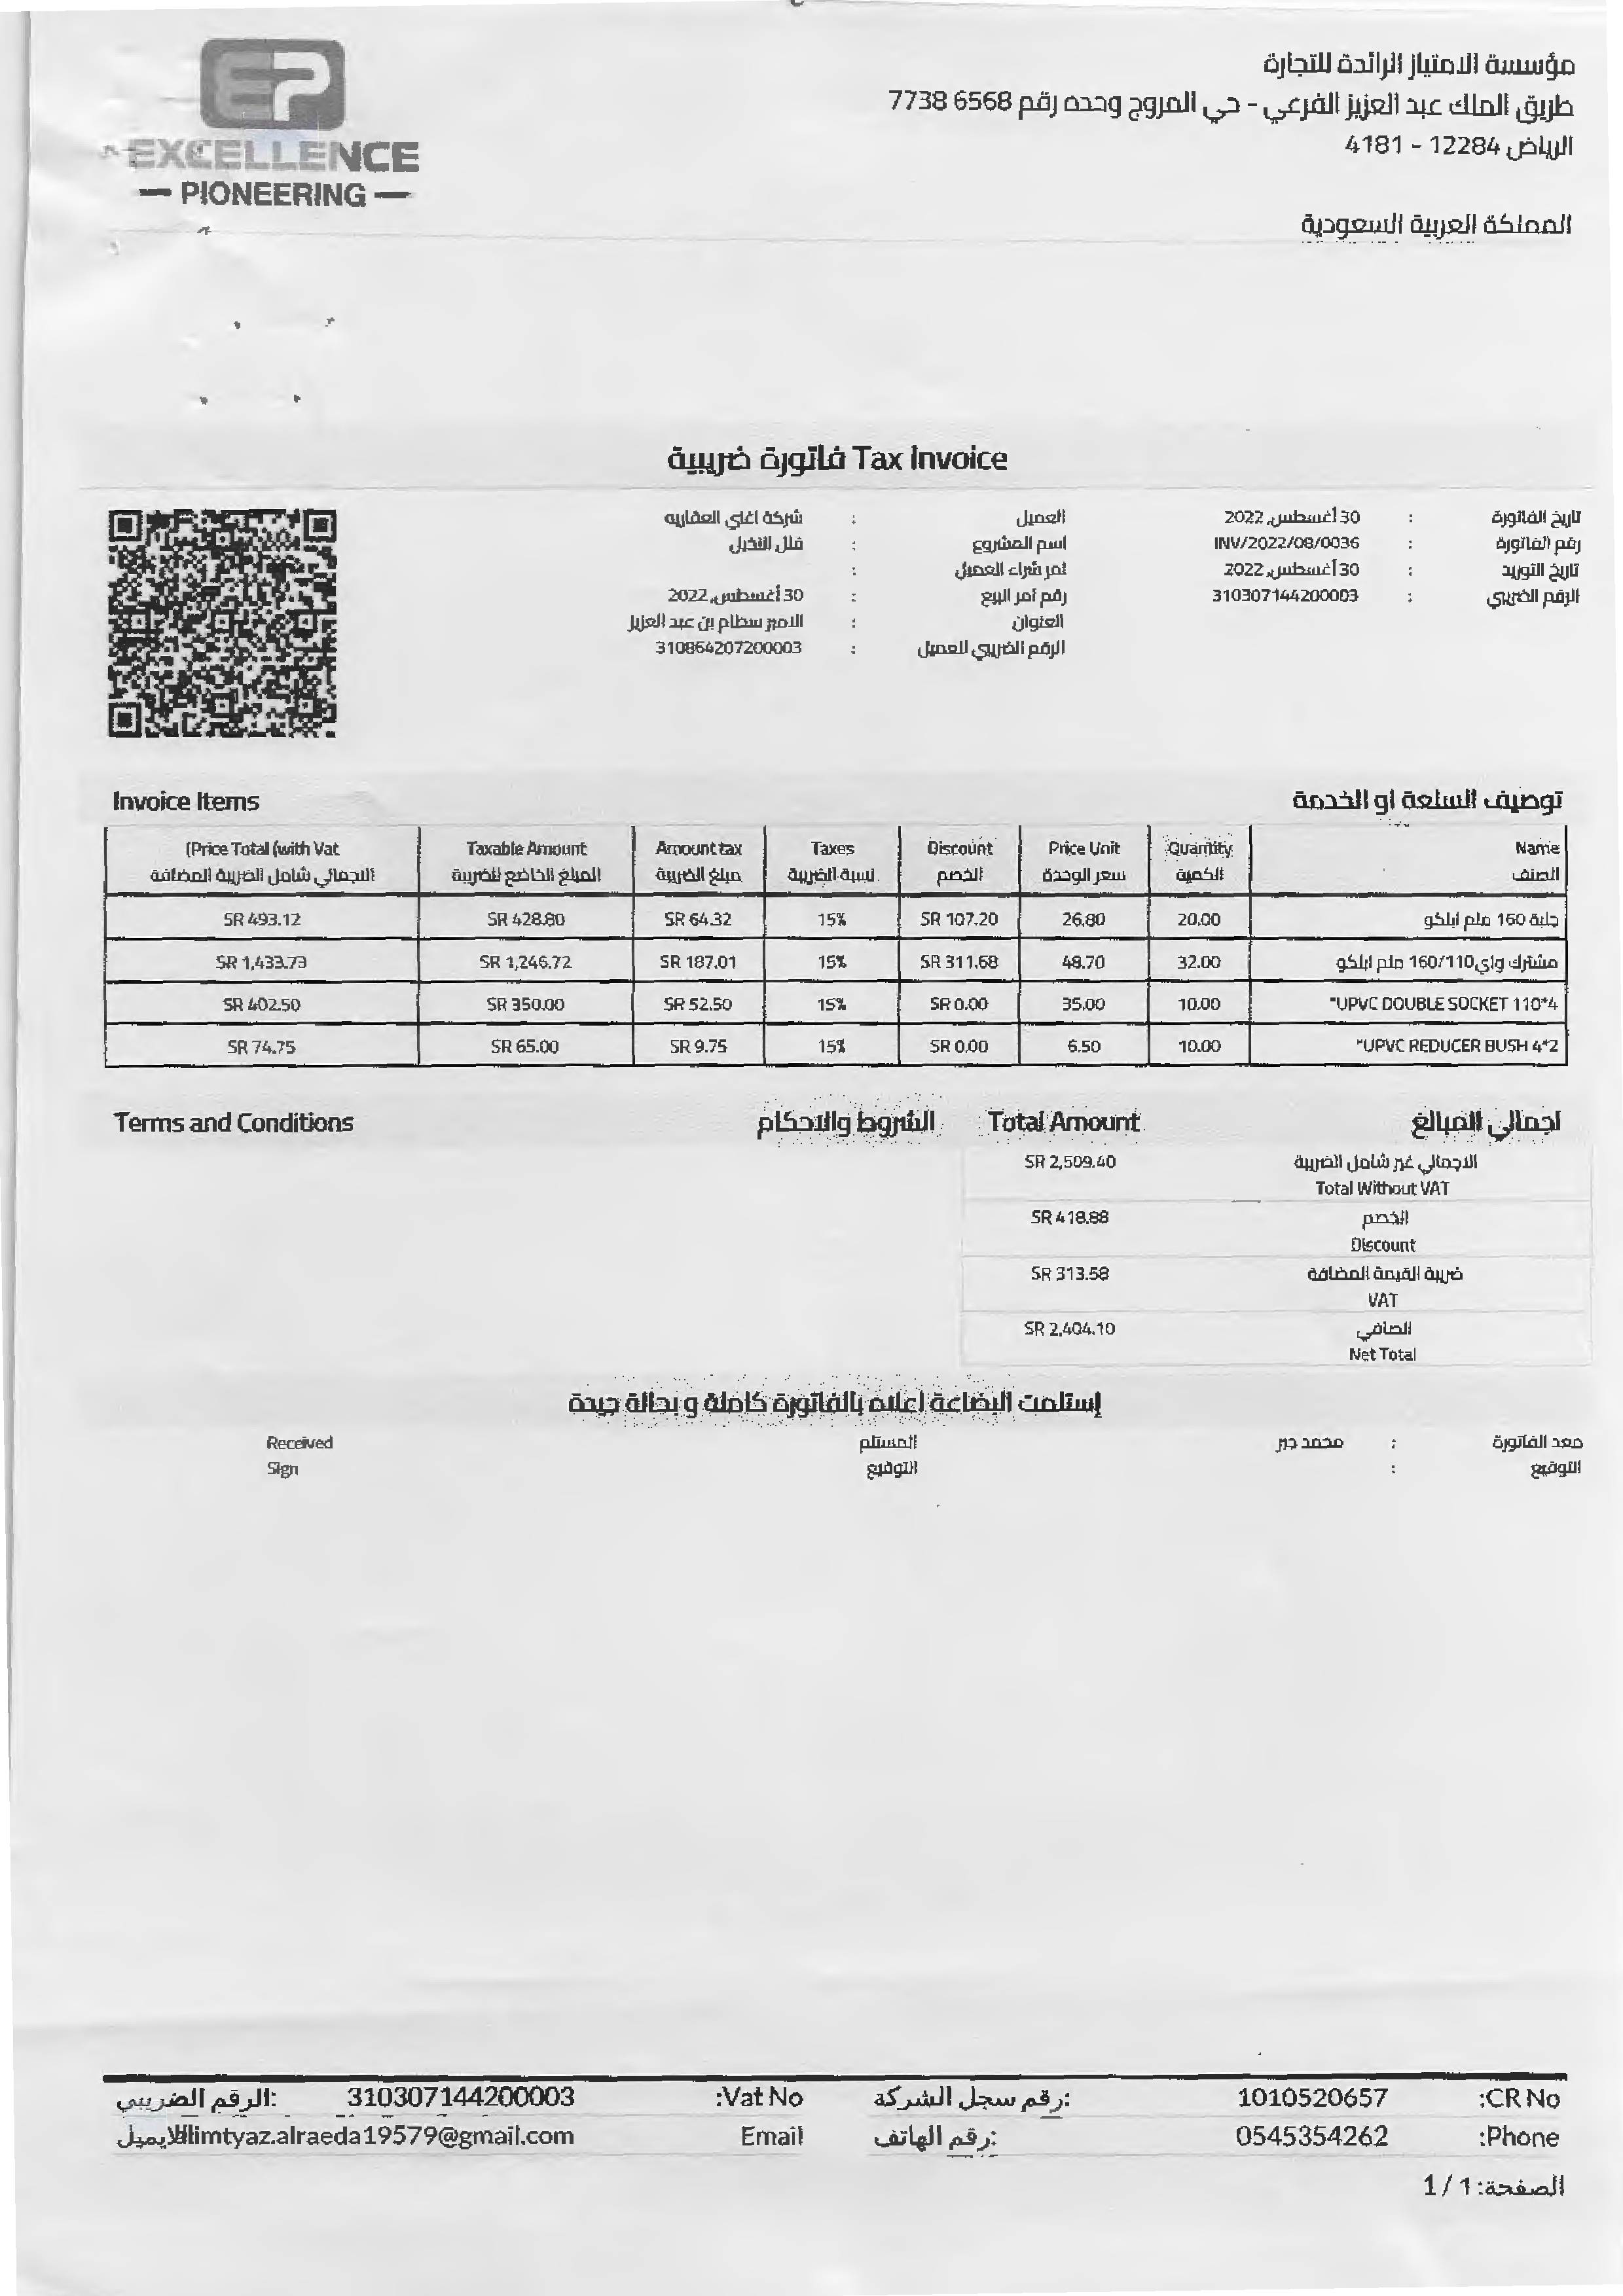 EP
EXCELLENCE
PIONEERING
مؤسسة الامتياز الرائدة للتجارة
طريق الملك عبد العزيز الفرعي - حي المروج وحده رقم 6568 7738
الرياض 12284 - 4181
المملكة العربية السعودية
فاتورة ضريبية Tax Invoice
تاريخ الفاتورة : 30 أغسطس, 2022
رقم الفاتورة : INV/2022/08/0036
تاريخ التوريد : 30 أغسطس, 2022
الرقم الضريبي : 310307144200003
العميل : شركة اغاي العقاريه
اسم المشروع : فلل النخيل
امر شراء العميل :
رقم أمر البيع : 30 أغسطس, 2022
العنوان : الامير سطام بن عبد العزيز
الرقم الضريبي للعميل : 310864207200003
توصيف السلعة او الخدمة Invoice Items
Name Quantity Price Unit Discount Taxes Amount tax Taxable Amount (Price Total (with Vat
الصنف الكمية سعر الوحدة الخصم نسبة الضريبة مبلغ الضريبة المبلغ الخاضع للضريبة الاجمالي شامل الضريبة المضافة
جلبة 160 ملم ابلكو 20.00 26.80 SR 107.20 15% SR 64.32 SR 428.80 SR 493.12
مشترك واي160/110 ملم ابلكو 32.00 48.70 SR 311.68 15% SR 187.01 SR 1,246.72 SR 1,433.73
"UPVC DOUBLE SOCKET 110*4 10.00 35.00 SR 0.00 15% SR 52.50 SR 350.00 SR 402.50
"UPVC REDUCER BUSH 4*2 10.00 6.50 SR 0.00 15% SR 9.75 SR 65.00 SR 74.75
اجمالي المبالغ Total Amount
الاجمالي غير شامل الضريبة SR 2,509.40
Total Without VAT
الخصم SR 418.88
Discount
ضريبة القيمة المضافة SR 313.58
VAT
الصافي SR 2,404.10
Net Total
الشروط والاحكام Terms and Conditions
إستلمت البضاعة اعلاه بالفاتورة كاملة و بحالة جيدة
معد الفاتورة : محمد جبر المستلم Received
التوقيع : التوقيع Sign
:CR No 1010520657 :رقم سجل الشركة :Vat No 310307144200003 :الرقم الضريبي
:Phone 0545354262 :رقم الهاتف Email alimtyaz.alraeda19579@gmail.com الايميل
الصفحة: 1 / 1